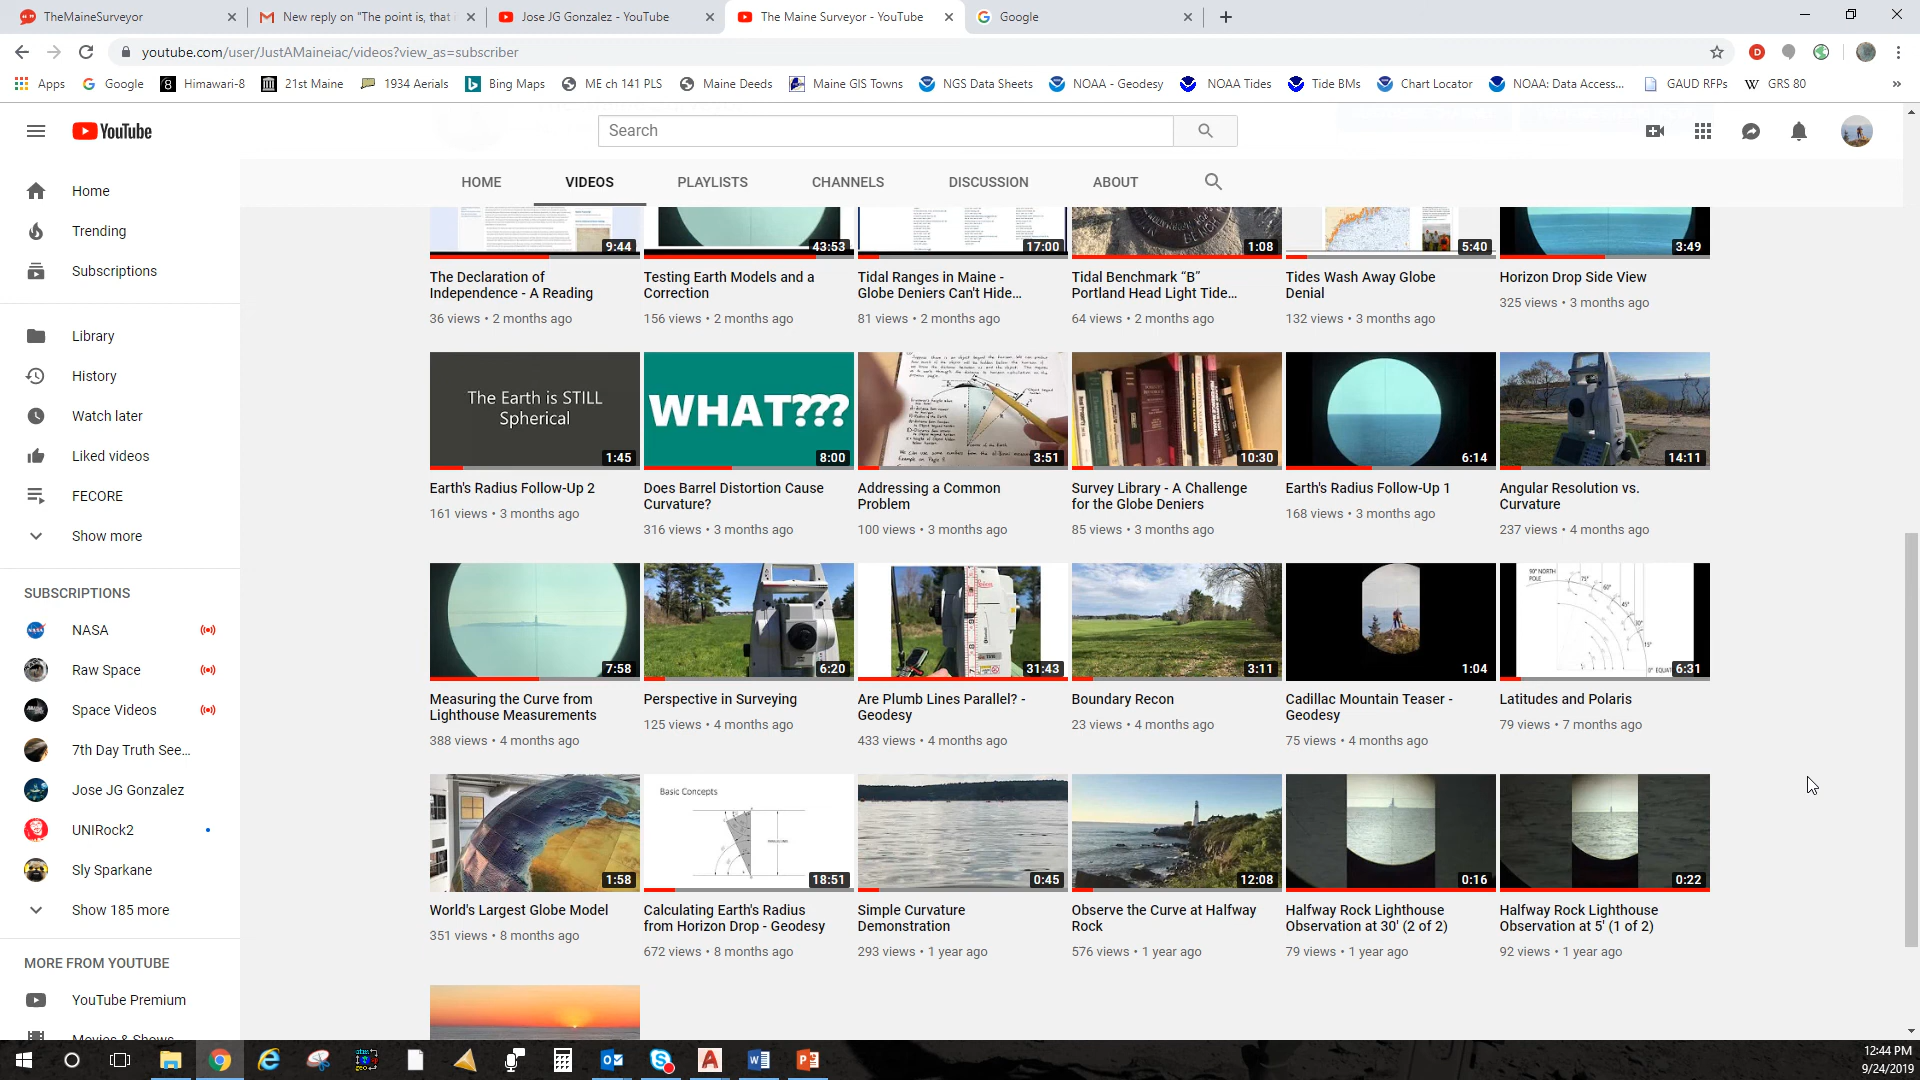 TheMaineSurveyor
New reply on "The point is, that i
Jose JG Gonzalez - YouTube
The Maine Surveyor - YouTube
Google
youtube.com/user/JustAMaineiac/videos?view_as=subscriber
Apps
Google
Himawari-8
21st Maine
1934 Aerials
Bing Maps
ME ch 141 PLS
Maine Deeds
Maine GIS Towns
NGS Data Sheets
NOAA - Geodesy
NOAA Tides
Tide BMs
Chart Locator
NOAA: Data Access...
GAUD RFPs
GRS 80
YouTube
Search
HOME
VIDEOS
PLAYLISTS
CHANNELS
DISCUSSION
ABOUT
Home
Trending
Subscriptions
Library
History
Watch later
Liked videos
FECORE
Show more
SUBSCRIPTIONS
NASA
Raw Space
Space Videos
7th Day Truth See...
Jose JG Gonzalez
UNIRock2
Sly Sparkane
Show 185 more
MORE FROM YOUTUBE
YouTube Premium
Movies & Shows
9:44
The Declaration of
Independence - A Reading
36 views • 2 months ago
43:53
Testing Earth Models and a
Correction
156 views • 2 months ago
17:00
Tidal Ranges in Maine -
Globe Deniers Can't Hide...
81 views • 2 months ago
1:08
Tidal Benchmark “B”
Portland Head Light Tide...
64 views • 2 months ago
5:40
Tides Wash Away Globe
Denial
132 views • 3 months ago
3:49
Horizon Drop Side View
325 views • 3 months ago
The Earth is STILL
Spherical
1:45
Earth's Radius Follow-Up 2
161 views • 3 months ago
WHAT???
8:00
Does Barrel Distortion Cause
Curvature?
316 views • 3 months ago
3:51
Addressing a Common
Problem
100 views • 3 months ago
10:30
Survey Library - A Challenge
for the Globe Deniers
85 views • 3 months ago
6:14
Earth's Radius Follow-Up 1
168 views • 3 months ago
14:11
Angular Resolution vs.
Curvature
237 views • 4 months ago
7:58
Measuring the Curve from
Lighthouse Measurements
388 views • 4 months ago
6:20
Perspective in Surveying
125 views • 4 months ago
31:43
Are Plumb Lines Parallel? -
Geodesy
433 views • 4 months ago
3:11
Boundary Recon
23 views • 4 months ago
1:04
Cadillac Mountain Teaser -
Geodesy
75 views • 4 months ago
90° NORTH
POLE
6:31
Latitudes and Polaris
79 views • 7 months ago
1:58
World's Largest Globe Model
351 views • 8 months ago
Basic Concepts
18:51
Calculating Earth's Radius
from Horizon Drop - Geodesy
672 views • 8 months ago
0:45
Simple Curvature
Demonstration
293 views • 1 year ago
12:08
Observe the Curve at Halfway
Rock
576 views • 1 year ago
0:16
Halfway Rock Lighthouse
Observation at 30' (2 of 2)
79 views • 1 year ago
0:22
Halfway Rock Lighthouse
Observation at 5' (1 of 2)
92 views • 1 year ago
12:44 PM
9/24/2019